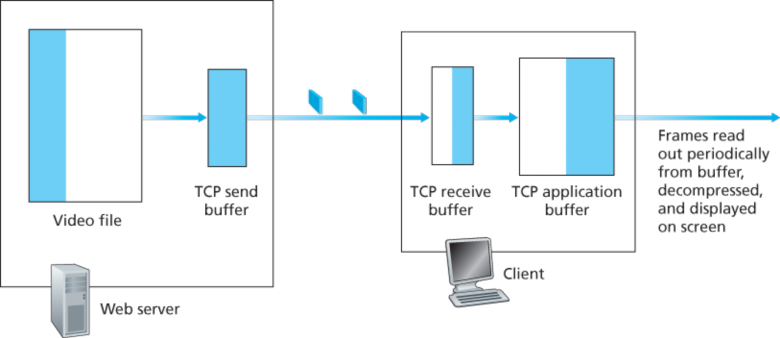 Video file
TCP send
buffer
TCP receive
buffer
TCP application
buffer
Frames read
out periodically
from buffer,
decompressed,
and displayed
on screen
Web server
Client